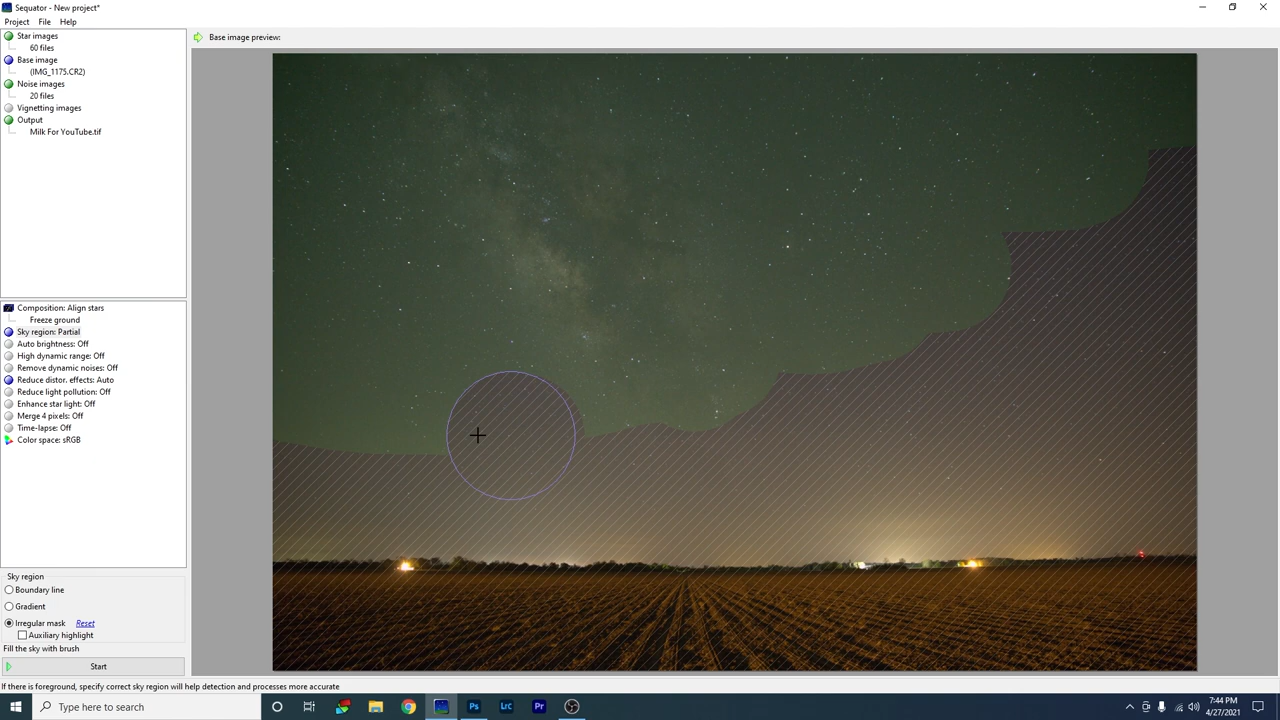 Sequator - New project*
Project File Help
Star images
60 files
Base image
(IMG_1175.CR2)
Noise images
20 files
Vignetting images
Output
Milk For YouTube.tif
Base image preview:
Composition: Align stars
Freeze ground
Sky region: Partial
Auto brightness: Off
High dynamic range: Off
Remove dynamic noises: Off
Reduce distor. effects: Auto
Reduce light pollution: Off
Enhance star light: Off
Merge 4 pixels: Off
Time-lapse: Off
Color space: sRGB
Sky region
Boundary line
Gradient
Irregular mask Reset
Auxiliary highlight
Fill the sky with brush
Start
If there is foreground, specify correct sky region will help detection and processes more accurate
Type here to search
Ps
Lrc
Pr
7:44 PM
4/27/2021